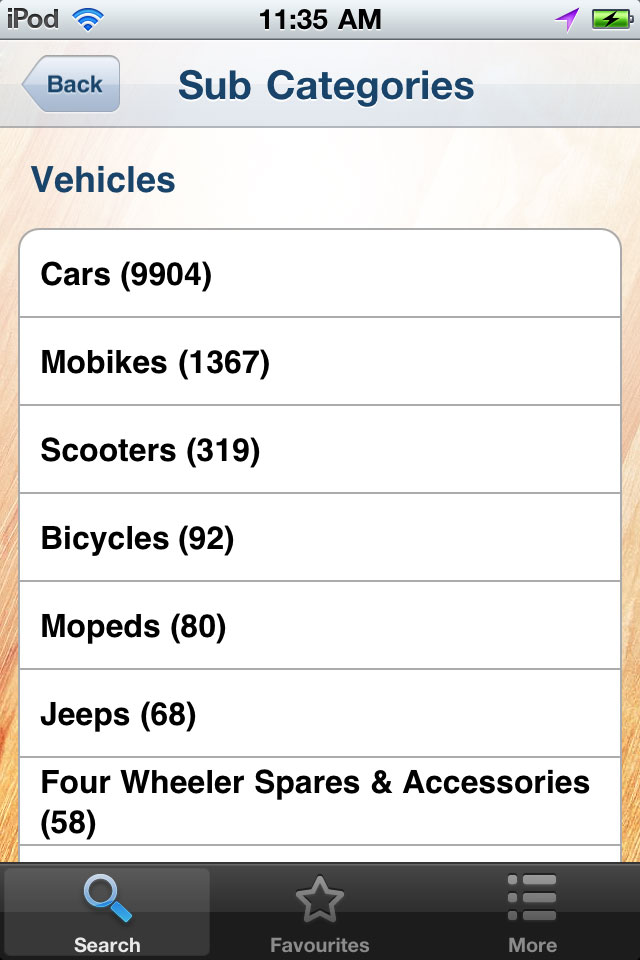 iPod 11:35 AM
Back Sub Categories
Vehicles
Cars (9904)
Mobikes (1367)
Scooters (319)
Bicycles (92)
Mopeds (80)
Jeeps (68)
Four Wheeler Spares & Accessories
(58)
Search Favourites More